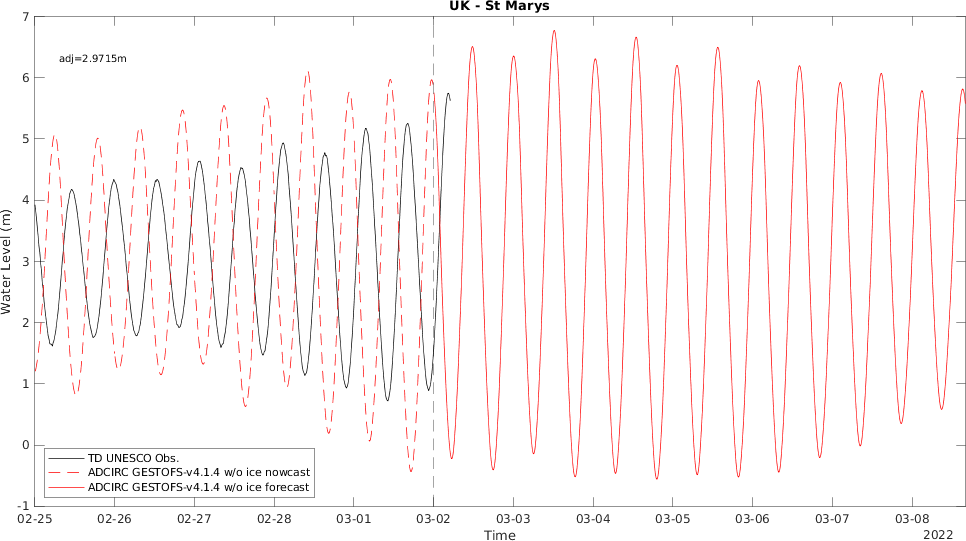 UK - St Marys
adj=2.9715m
Water Level (m)
7
6
5
4
3
2
1
0
-1
TD UNESCO Obs.
ADCIRC GESTOFS-v4.1.4 w/o ice nowcast
ADCIRC GESTOFS-v4.1.4 w/o ice forecast
02-25 02-26 02-27 02-28 03-01 03-02 03-03 03-04 03-05 03-06 03-07 03-08
Time
2022